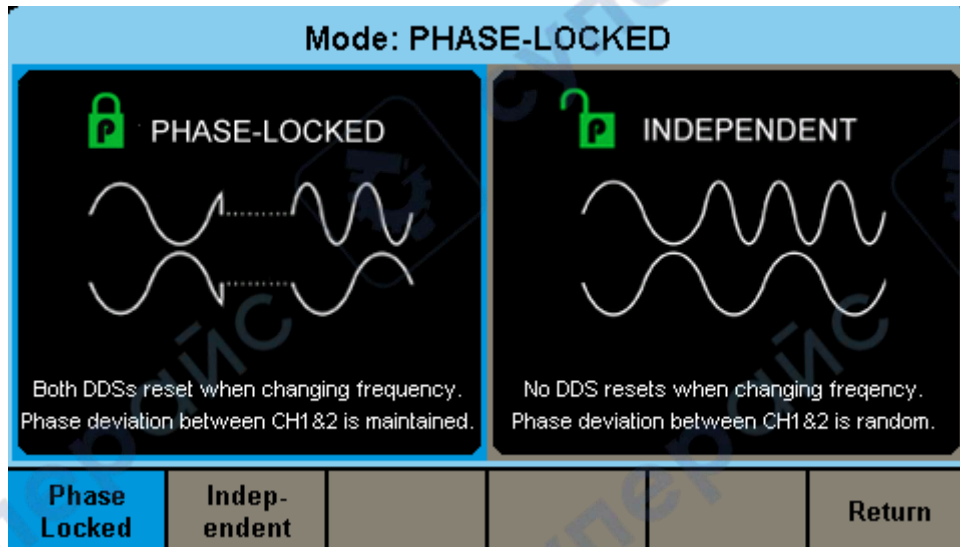 Mode: PHASE-LOCKED
P PHASE-LOCKED
Both DDSs reset when changing frequency.
Phase deviation between CH1&2 is maintained.
P INDEPENDENT
No DDS resets when changing freqency.
Phase deviation between CH1&2 is random.
Phase
Locked
Indep-
endent
Return
суперайс